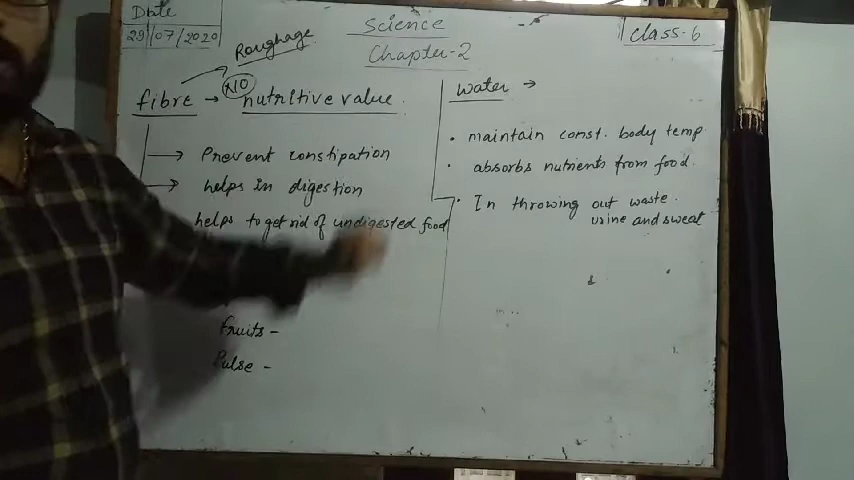 Date
29/07/2020
Science
Chapter-2
Class-6
Roughage
fibre → NO nutritive value.
→ Prevent constipation
→ helps in digestion
helps to get rid of undigested food
fruits -
Pulse -
water →
• maintain const. body temp
• absorbs nutrients from food.
• In throwing out waste.
urine and sweat